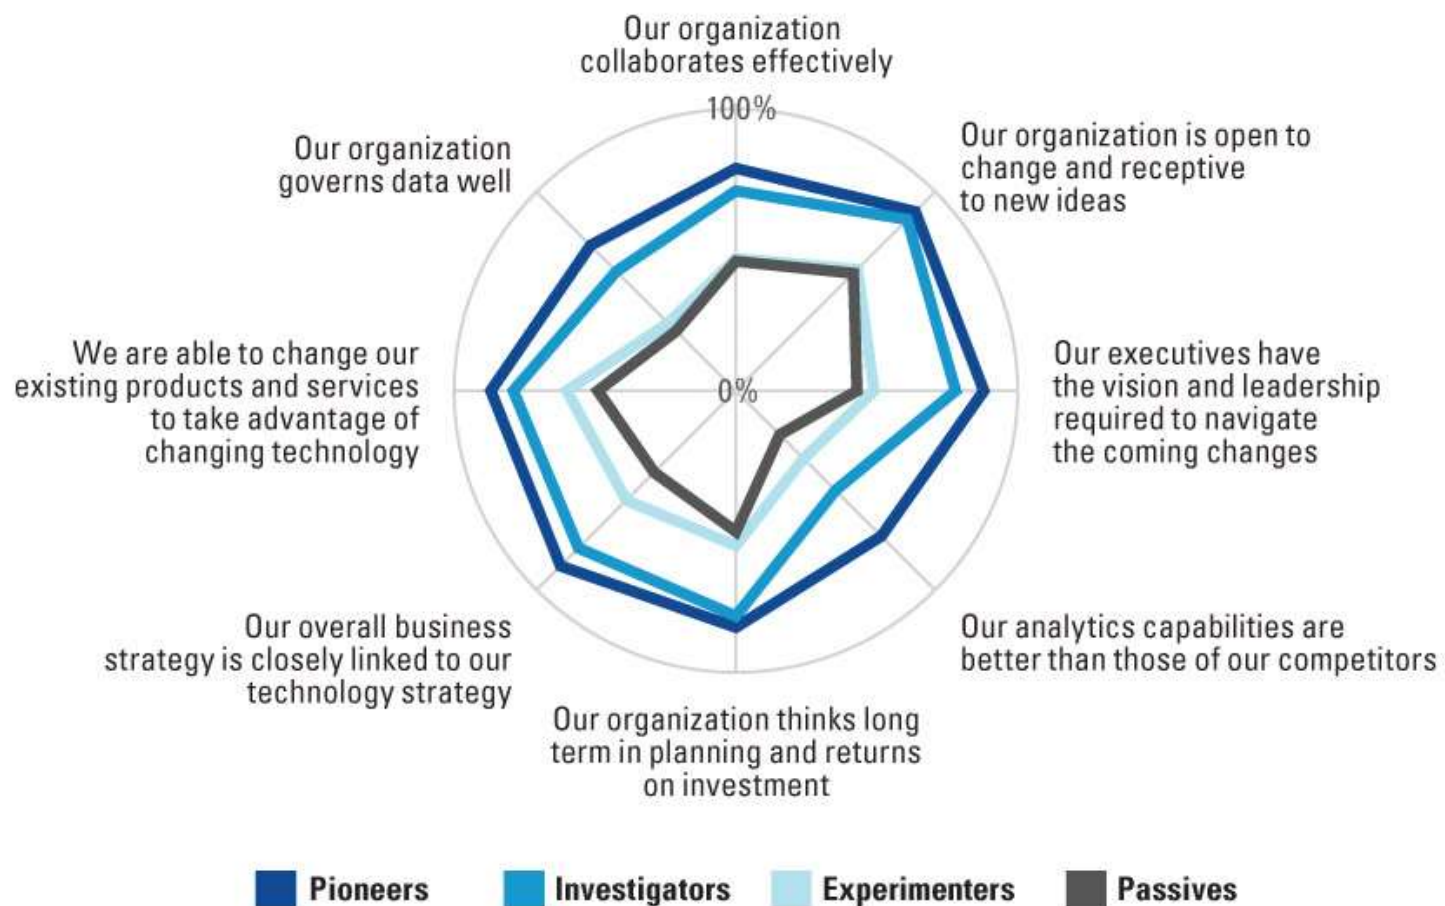 Our organization
collaborates effectively
100%
Our organization
governs data well
Our organization is open to
change and receptive
to new ideas
We are able to change our
existing products and services
to take advantage of
changing technology
0%
Our executives have
the vision and leadership
required to navigate
the coming changes
Our overall business
strategy is closely linked to our
technology strategy
Our analytics capabilities are
better than those of our competitors
Our organization thinks long
term in planning and returns
on investment
Pioneers Investigators Experimenters Passives